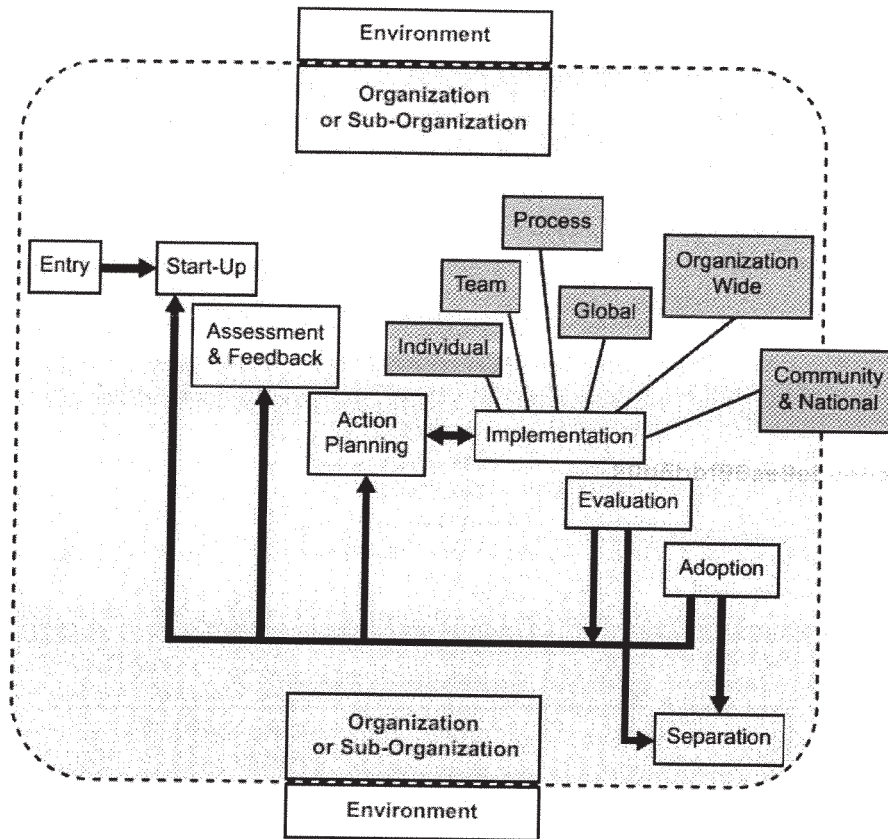 Environment
Organization
or Sub-Organization
Process
Organization
Wide
Entry
Start-Up
Team
Global
Assessment
& Feedback
Individual
Community
& National
Action
Planning
Implementation
Evaluation
Adoption
Organization
or Sub-Organization
Separation
Environment